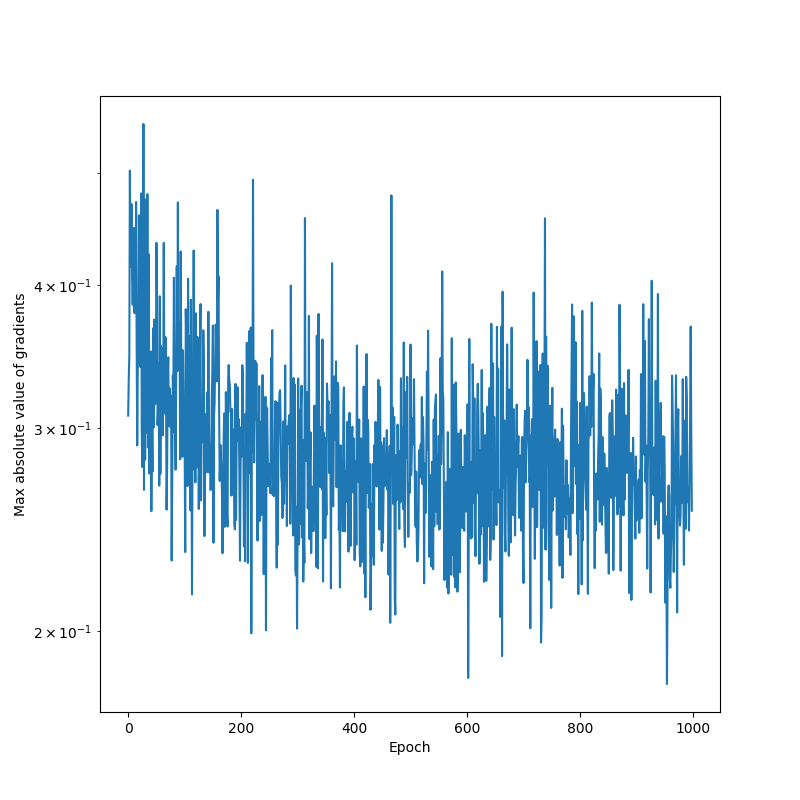 Max absolute value of gradients
4 × 10⁻¹
3 × 10⁻¹
2 × 10⁻¹
0 200 400 600 800 1000
Epoch